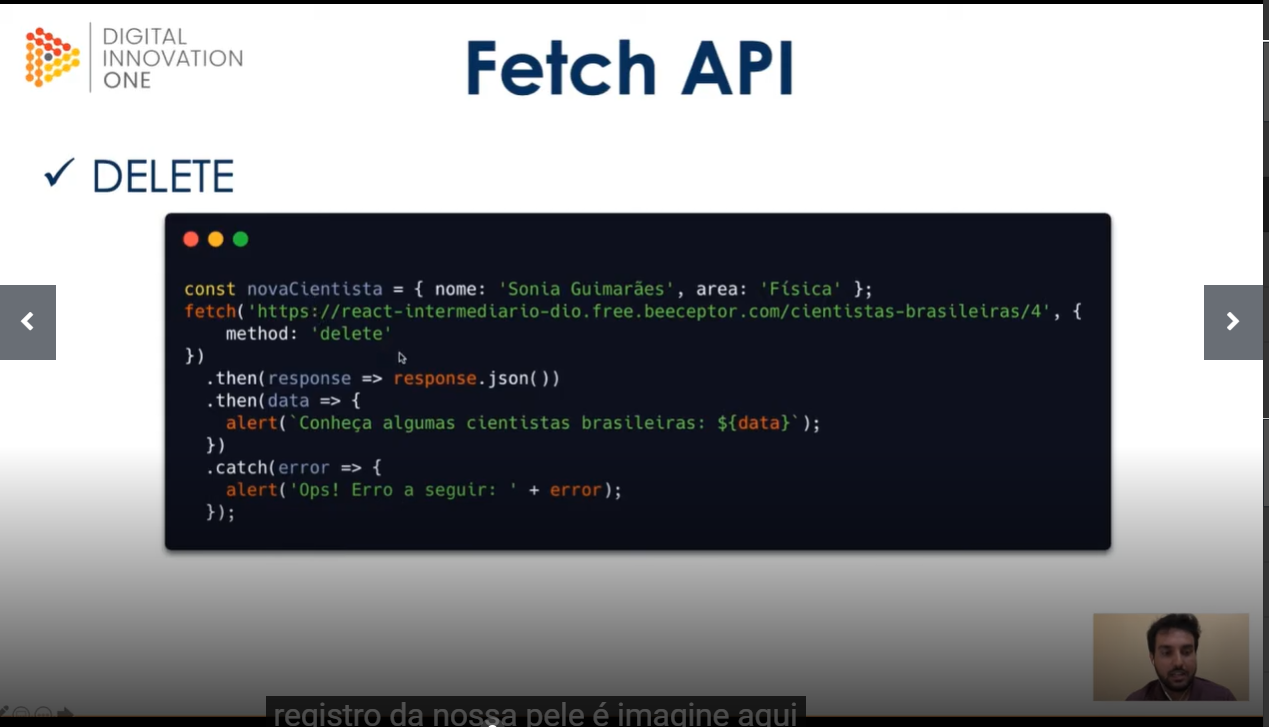 DIGITAL
INNOVATION
ONE
Fetch API
✓ DELETE
const novaCientista = { nome: 'Sonia Guimarães', area: 'Física' };
fetch('https://react-intermediario-dio.free.beeceptor.com/cientistas-brasileiras/4', {
    method: 'delete'
})
  .then(response => response.json())
  .then(data => {
    alert(`Conheça algumas cientistas brasileiras: ${data}`);
  })
  .catch(error => {
    alert('Ops! Erro a seguir: ' + error);
  });
registro da nossa pele é imagine aqui